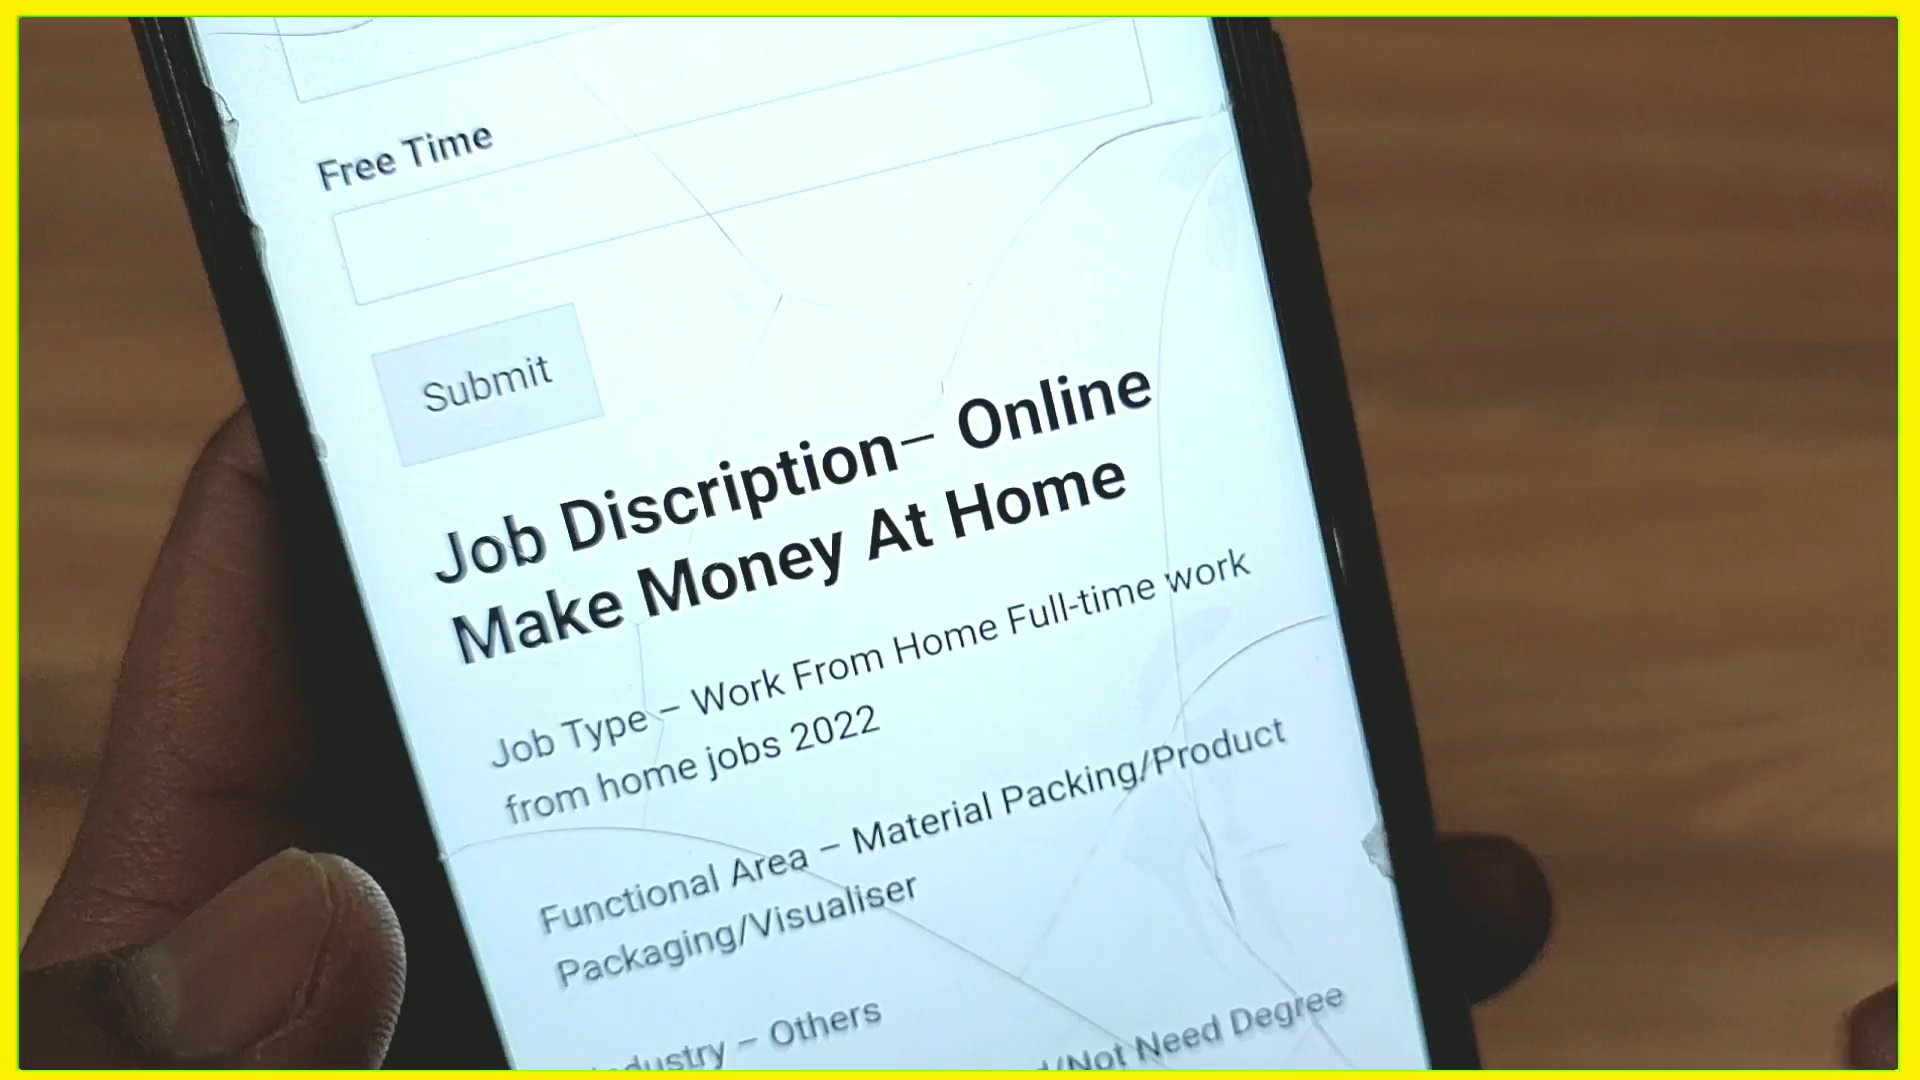 Free Time
Submit
Job Discription– Online
Make Money At Home
Job Type – Work From Home Full-time work
from home jobs 2022
Functional Area – Material Packing/Product
Packaging/Visualiser
– Others
/Not Need Degree